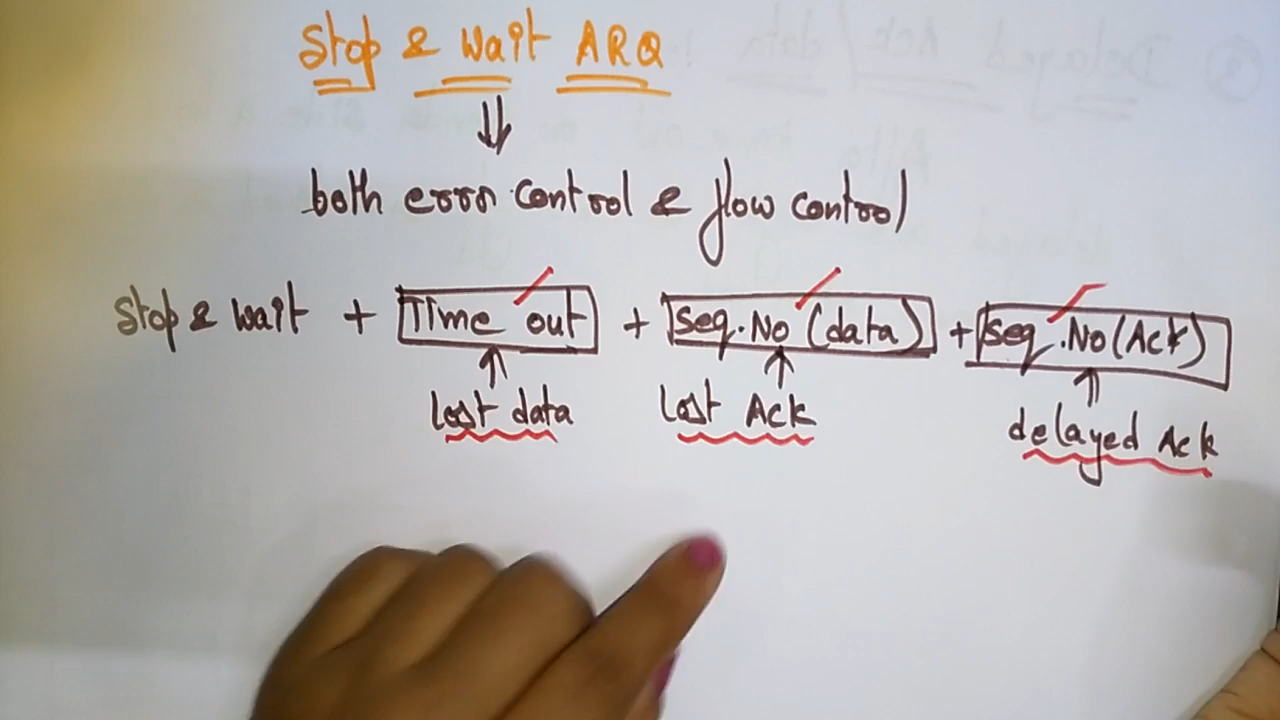 Stop & Wait ARQ
both error control & flow control
Stop & wait + Time out + Seq.No (data) + Seq.No (Ack)
lost data lost Ack delayed Ack